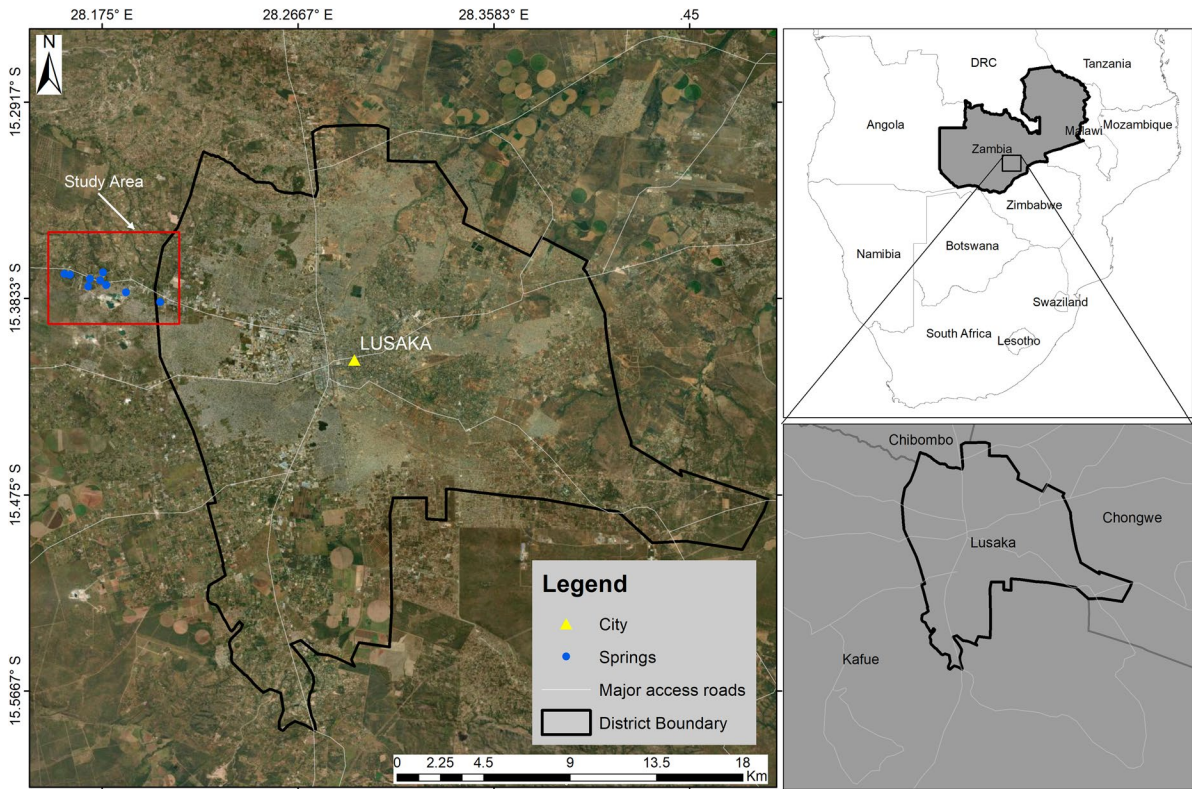 28.175° E
28.2667° E
28.3583° E
.45
N
15.2917° S
15.3833° S
15.475° S
15.5667° S
Study Area
LUSAKA
Legend
City
Springs
Major access roads
District Boundary
0 2.25 4.5 9 13.5 18
Km
DRC
Tanzania
Angola
Malawi
Mozambique
Zambia
Zimbabwe
Namibia
Botswana
Swaziland
South Africa
Lesotho
Chibombo
Chongwe
Lusaka
Kafue